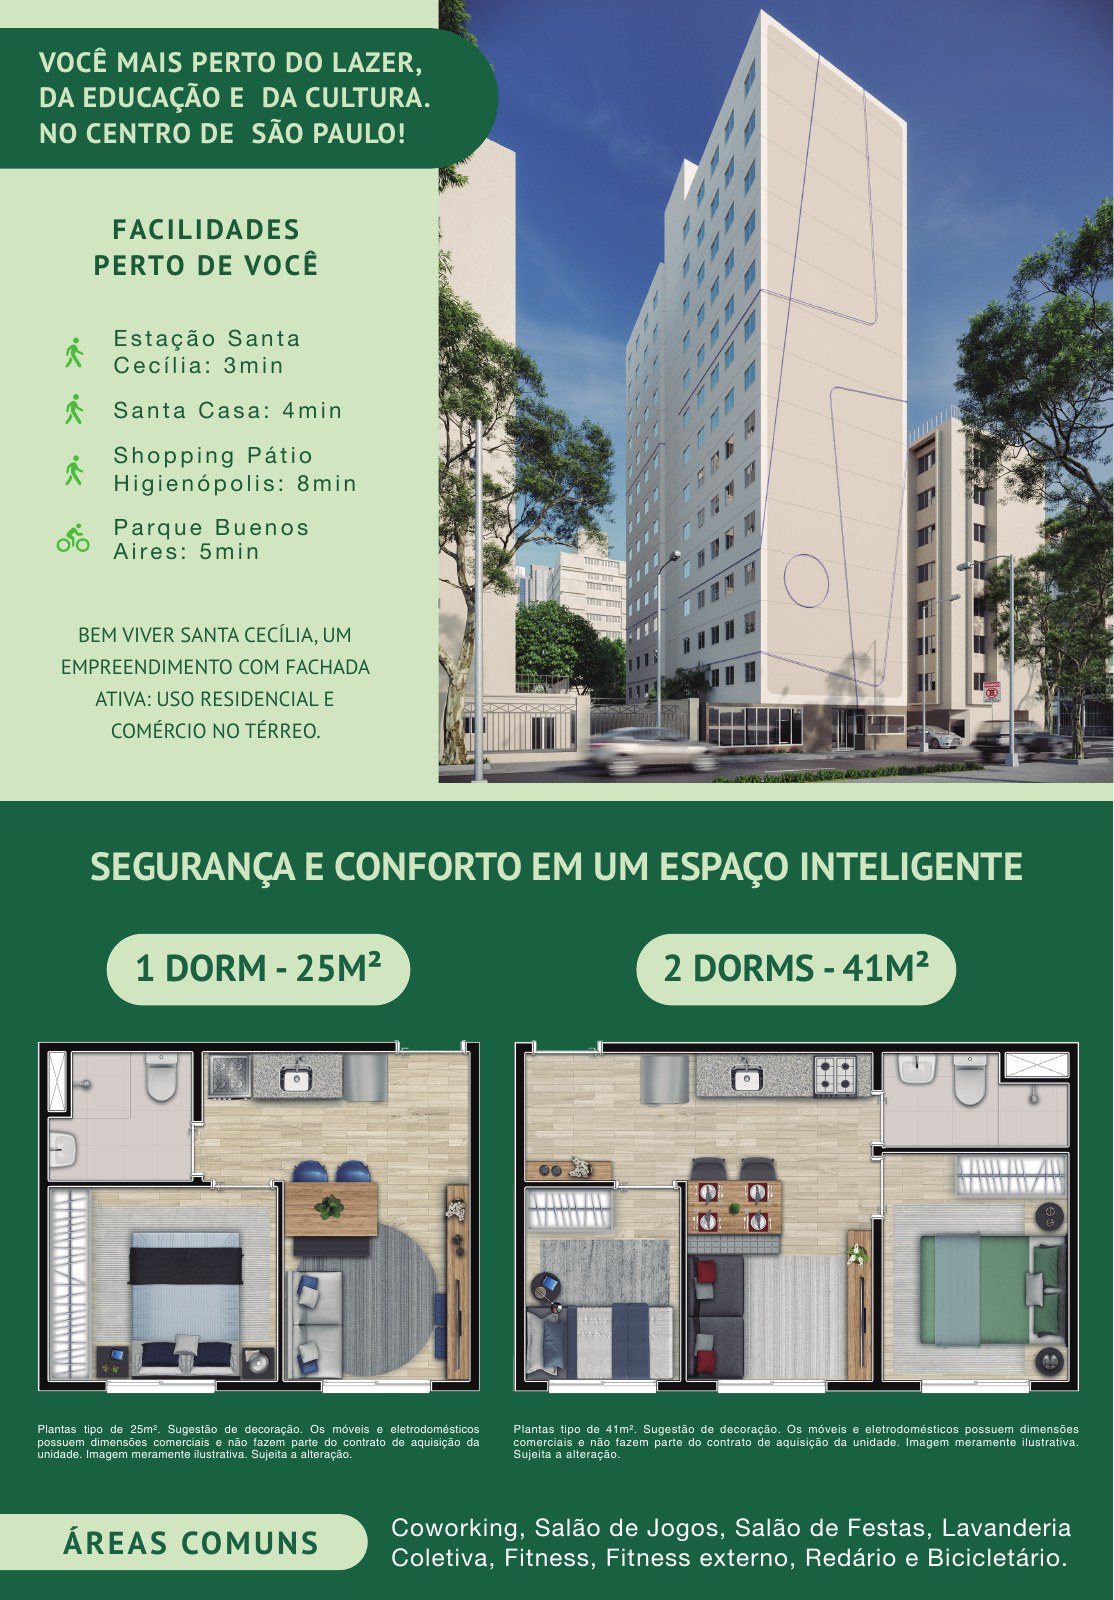 VOCÊ MAIS PERTO DO LAZER,
DA EDUCAÇÃO E DA CULTURA.
NO CENTRO DE SÃO PAULO!
FACILIDADES
PERTO DE VOCÊ
Estação Santa
Cecília: 3min
Santa Casa: 4min
Shopping Pátio
Higienópolis: 8min
Parque Buenos
Aires: 5min
BEM VIVER SANTA CECÍLIA, UM
EMPREENDIMENTO COM FACHADA
ATIVA: USO RESIDENCIAL E
COMÉRCIO NO TÉRREO.
SEGURANÇA E CONFORTO EM UM ESPAÇO INTELIGENTE
1 DORM - 25M²
2 DORMS - 41M²
Plantas tipo de 25m². Sugestão de decoração. Os móveis e eletrodomésticos
possuem dimensões comerciais e não fazem parte do contrato de aquisição da
unidade. Imagem meramente ilustrativa. Sujeita a alteração.
Plantas tipo de 41m². Sugestão de decoração. Os móveis e eletrodomésticos possuem dimensões
comerciais e não fazem parte do contrato de aquisição da unidade. Imagem meramente ilustrativa.
Sujeita a alteração.
ÁREAS COMUNS
Coworking, Salão de Jogos, Salão de Festas, Lavanderia
Coletiva, Fitness, Fitness externo, Redário e Bicicletário.